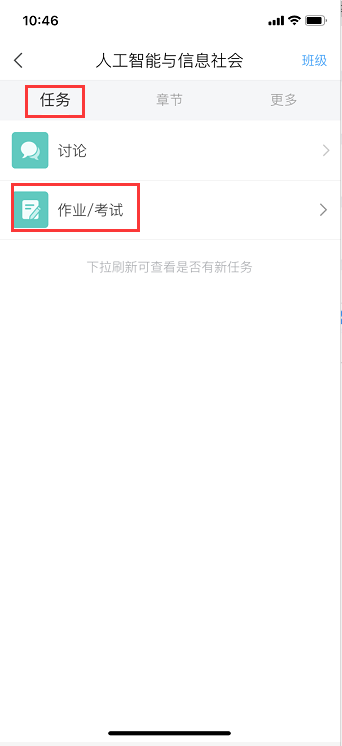 10:46
人工智能与信息社会 班级
任务 章节 更多
讨论
作业/考试
下拉刷新可查看是否有新任务